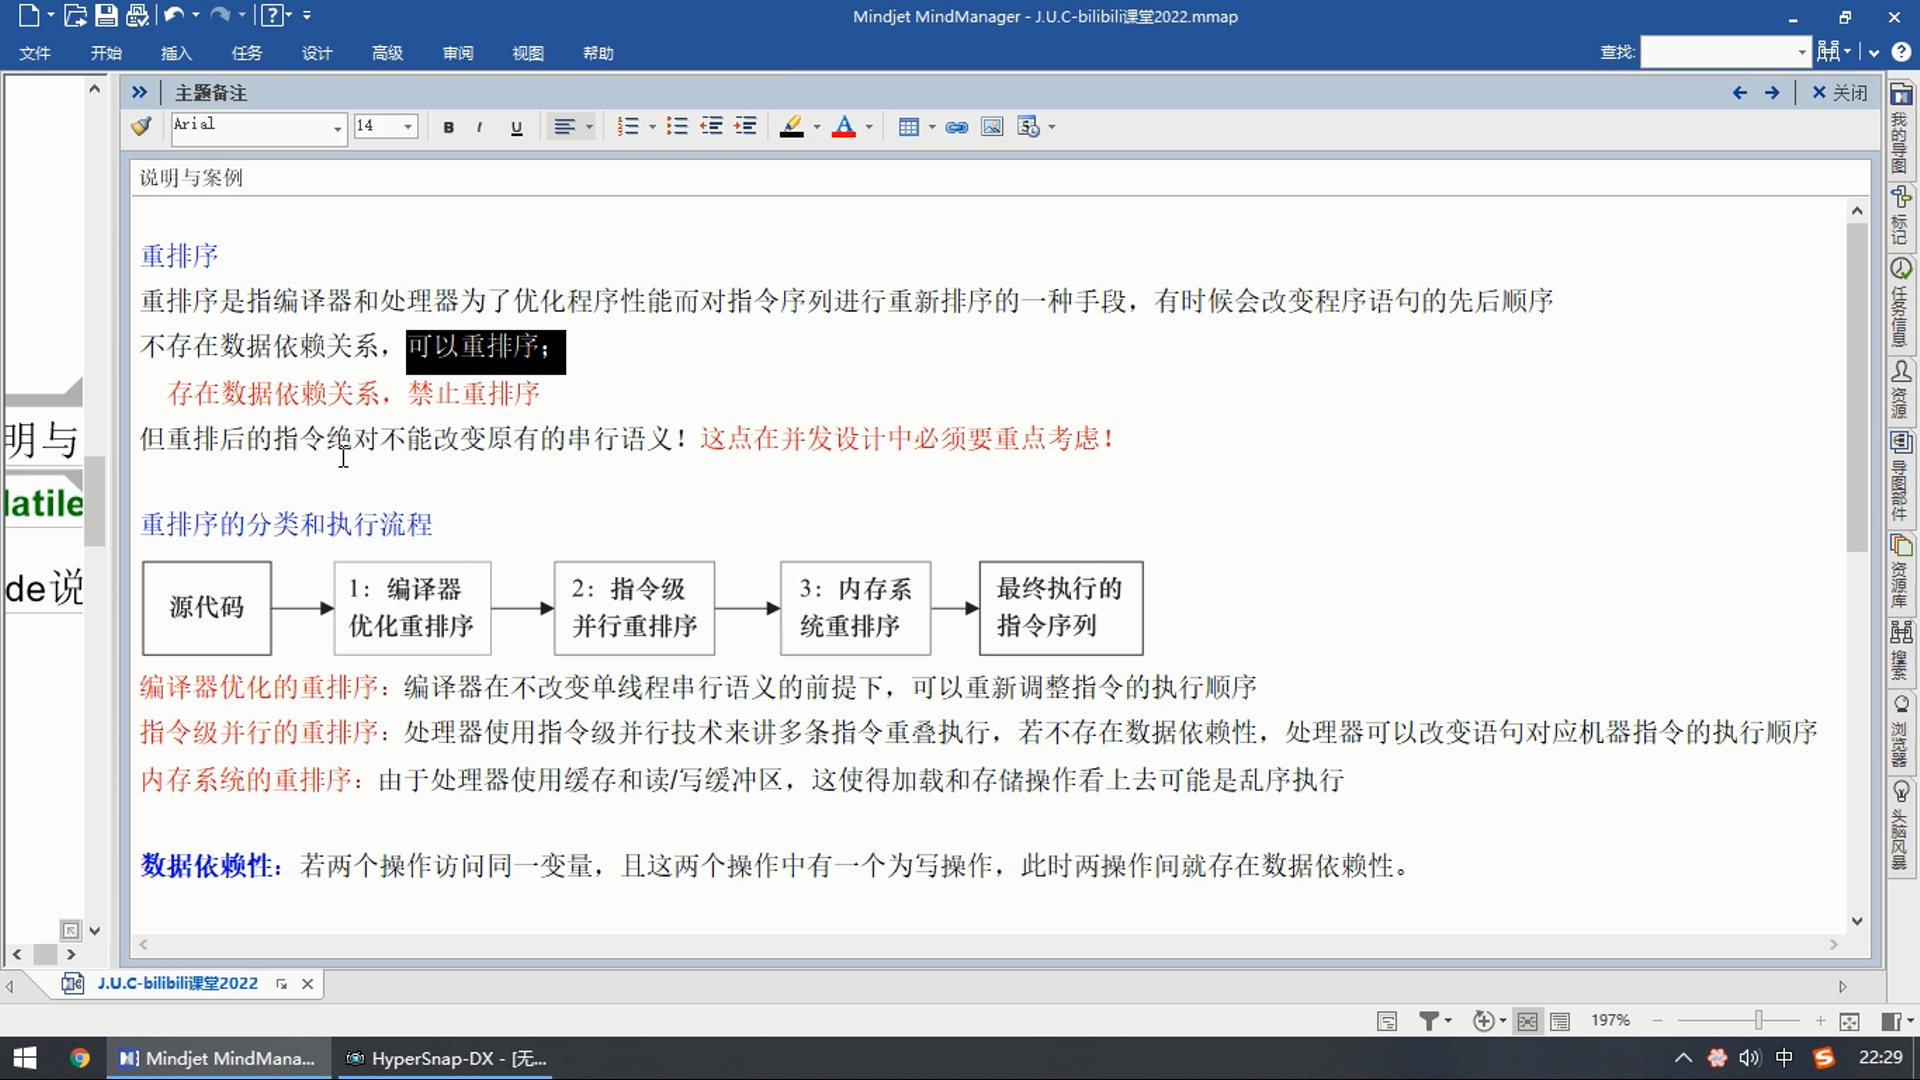 Mindjet MindManager - J.U.C-bilibili课堂2022.mmap
文件 开始 插入 任务 设计 高级 审阅 视图 帮助 查找:
主题备注 关闭
Arial 14 B I U A
说明与案例
重排序
重排序是指编译器和处理器为了优化程序性能而对指令序列进行重新排序的一种手段，有时候会改变程序语句的先后顺序
不存在数据依赖关系，可以重排序；
存在数据依赖关系，禁止重排序
但重排后的指令绝对不能改变原有的串行语义！这点在并发设计中必须要重点考虑！
重排序的分类和执行流程
源代码
1：编译器
优化重排序
2：指令级
并行重排序
3：内存系
统重排序
最终执行的
指令序列
编译器优化的重排序：编译器在不改变单线程串行语义的前提下，可以重新调整指令的执行顺序
指令级并行的重排序：处理器使用指令级并行技术来讲多条指令重叠执行，若不存在数据依赖性，处理器可以改变语句对应机器指令的执行顺序
内存系统的重排序：由于处理器使用缓存和读/写缓冲区，这使得加载和存储操作看上去可能是乱序执行
数据依赖性：若两个操作访问同一变量，且这两个操作中有一个为写操作，此时两操作间就存在数据依赖性。
明与
latile
de说
我的导图
标记
任务信息
资源
导图部件
资源库
搜索
浏览器
头脑风暴
J.U.C-bilibili课堂2022
197%
Mindjet MindMana... HyperSnap-DX - [无... 中 22:29